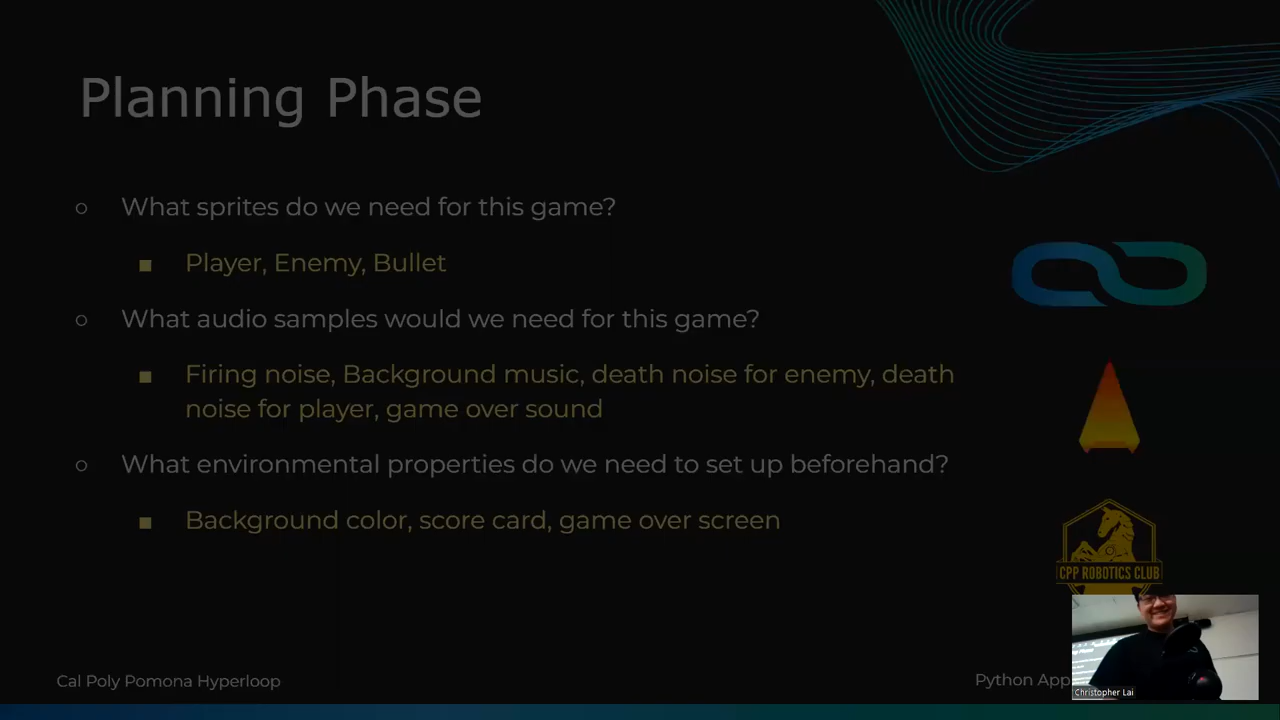 Planning Phase
What sprites do we need for this game?
Player, Enemy, Bullet
What audio samples would we need for this game?
Firing noise, Background music, death noise for enemy, death
noise for player, game over sound
What environmental properties do we need to set up beforehand?
Background color, score card, game over screen
CPP ROBOTICS CLUB
Cal Poly Pomona Hyperloop
Python App
Christopher Lai